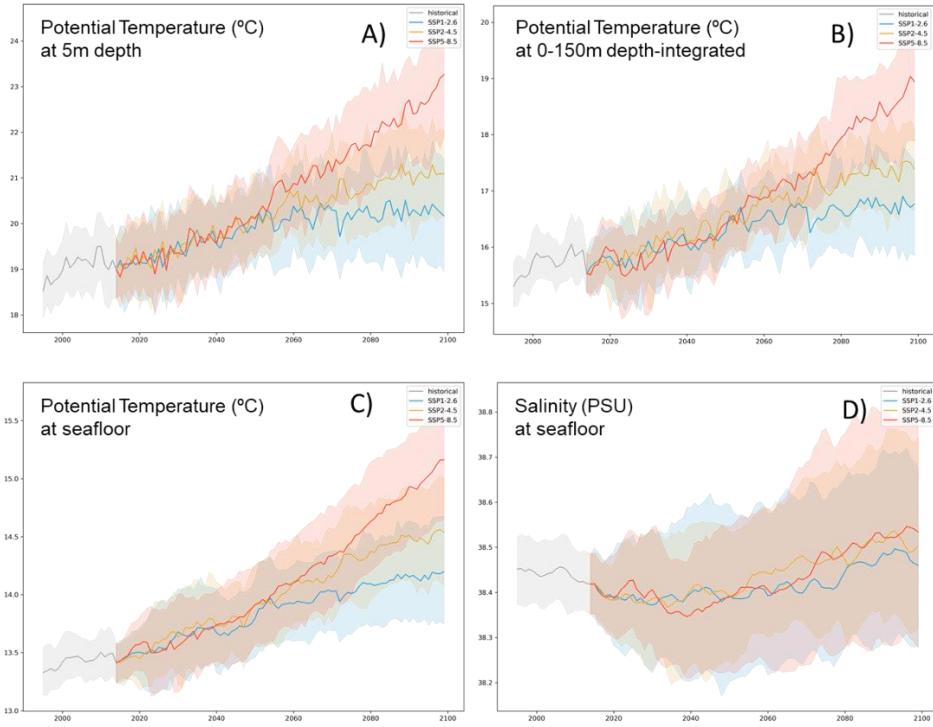 Potential Temperature (ºC)
at 5m depth
A)
historical
SSP1-2.6
SSP2-4.5
SSP5-8.5
24
23
22
21
20
19
18
2000
2020
2040
2060
2080
2100
Potential Temperature (ºC)
at 0-150m depth-integrated
B)
historical
SSP1-2.6
SSP2-4.5
SSP5-8.5
20
19
18
17
16
15
2000
2020
2040
2060
2080
2100
Potential Temperature (ºC)
at seafloor
C)
historical
SSP1-2.6
SSP2-4.5
SSP5-8.5
15.5
15.0
14.5
14.0
13.5
13.0
2000
2020
2040
2060
2080
2100
Salinity (PSU)
at seafloor
D)
historical
SSP1-2.6
SSP2-4.5
SSP5-8.5
38.8
38.7
38.6
38.5
38.4
38.3
38.2
2000
2020
2040
2060
2080
2100